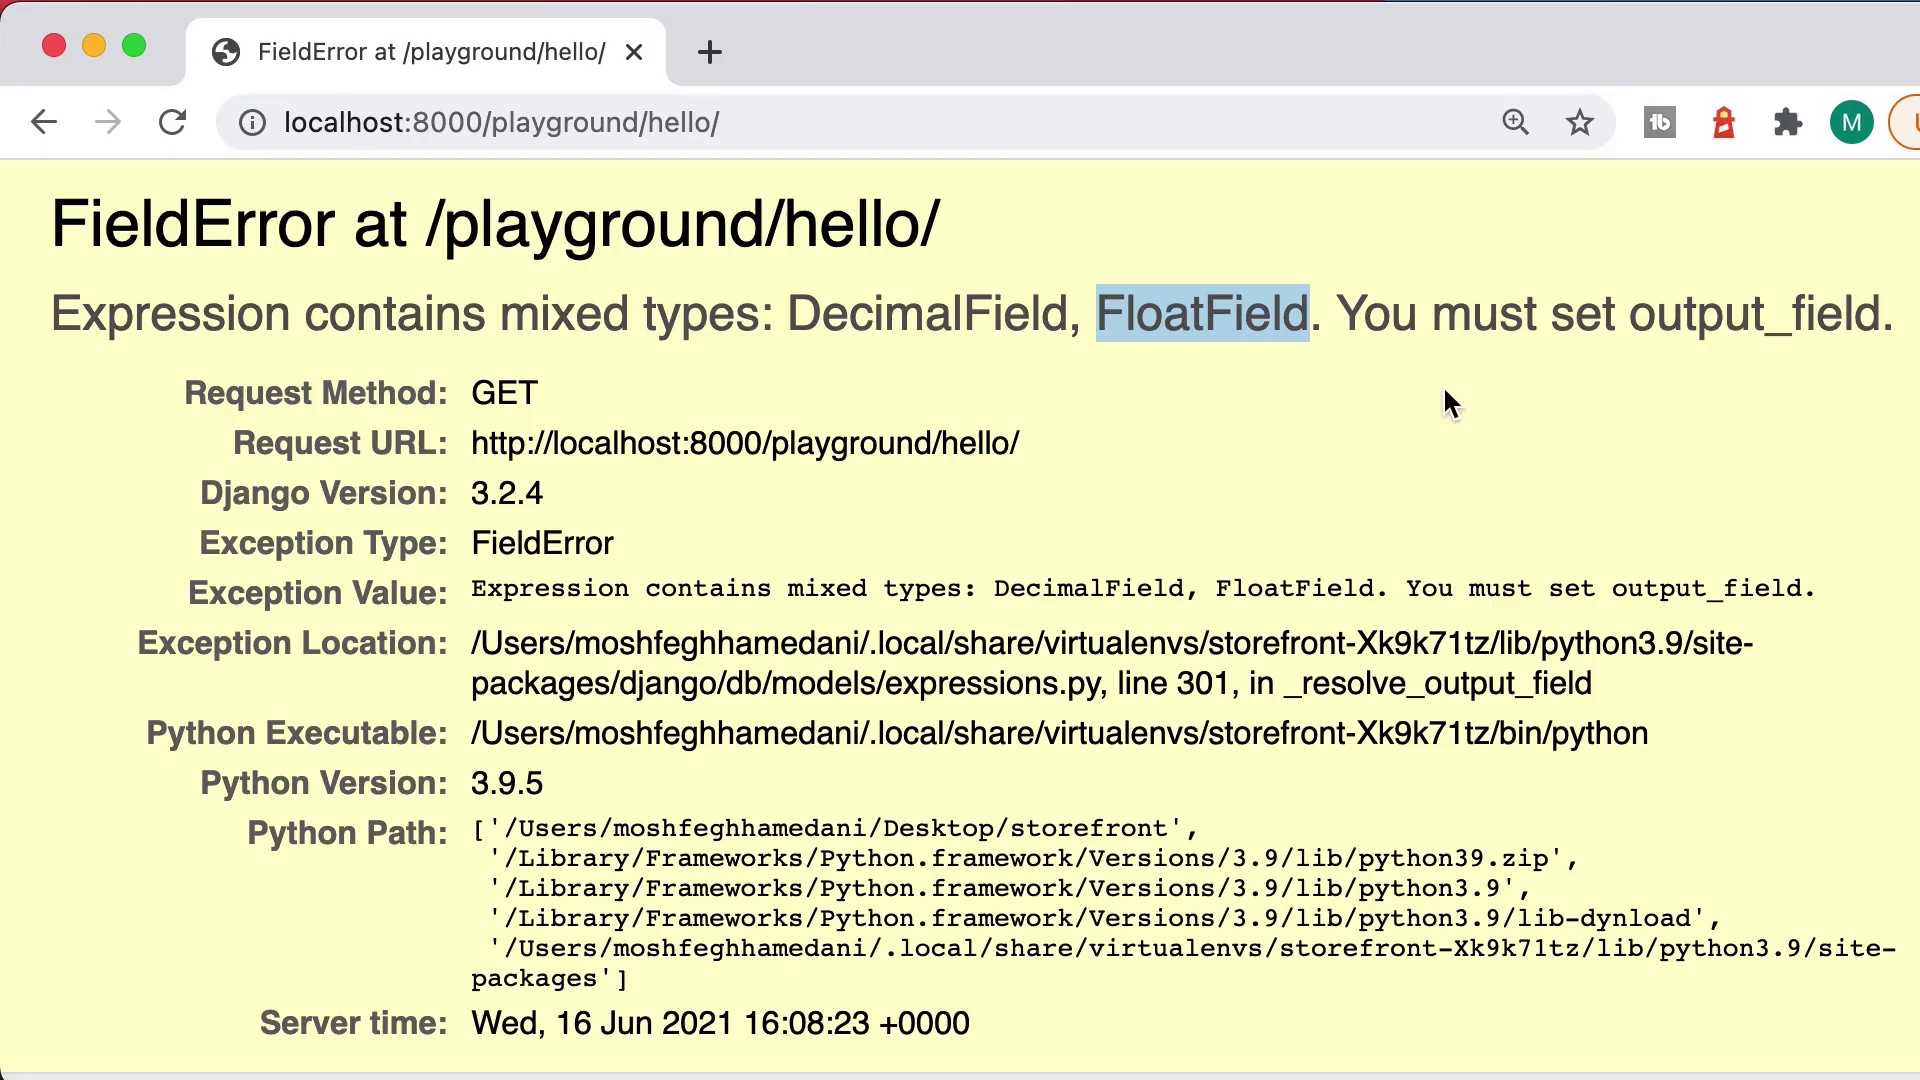 FieldError at /playground/hello/
localhost:8000/playground/hello/
M
FieldError at /playground/hello/
Expression contains mixed types: DecimalField, FloatField. You must set output_field.
Request Method: GET
Request URL: http://localhost:8000/playground/hello/
Django Version: 3.2.4
Exception Type: FieldError
Exception Value: Expression contains mixed types: DecimalField, FloatField. You must set output_field.
Exception Location: /Users/moshfeghhamedani/.local/share/virtualenvs/storefront-Xk9k71tz/lib/python3.9/site-
packages/django/db/models/expressions.py, line 301, in _resolve_output_field
Python Executable: /Users/moshfeghhamedani/.local/share/virtualenvs/storefront-Xk9k71tz/bin/python
Python Version: 3.9.5
Python Path: ['/Users/moshfeghhamedani/Desktop/storefront',
'/Library/Frameworks/Python.framework/Versions/3.9/lib/python39.zip',
'/Library/Frameworks/Python.framework/Versions/3.9/lib/python3.9',
'/Library/Frameworks/Python.framework/Versions/3.9/lib/python3.9/lib-dynload',
'/Users/moshfeghhamedani/.local/share/virtualenvs/storefront-Xk9k71tz/lib/python3.9/site-
packages']
Server time: Wed, 16 Jun 2021 16:08:23 +0000